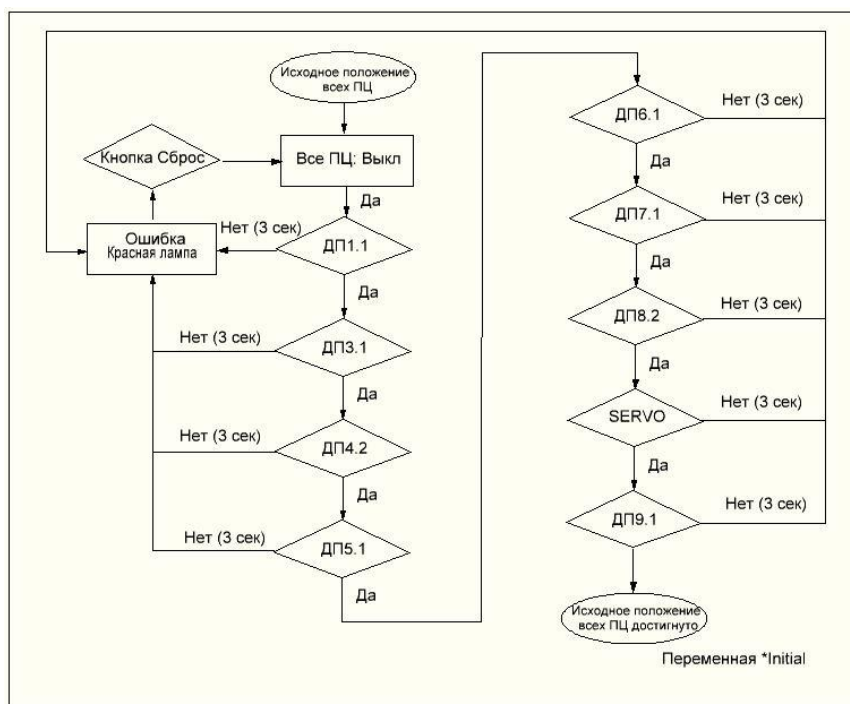 Исходное положение
всех ПЦ
Кнопка Сброс
Все ПЦ: Выкл
Да
Нет (3 сек)
Ошибка
Красная лампа
ДП1.1
Да
Нет (3 сек)
ДП3.1
Да
Нет (3 сек)
ДП4.2
Да
Нет (3 сек)
ДП5.1
Да
ДП6.1
Нет (3 сек)
Да
ДП7.1
Нет (3 сек)
Да
ДП8.2
Нет (3 сек)
Да
SERVO
Нет (3 сек)
Да
ДП9.1
Нет (3 сек)
Исходное положение
всех ПЦ достигнуто
Переменная *Initial